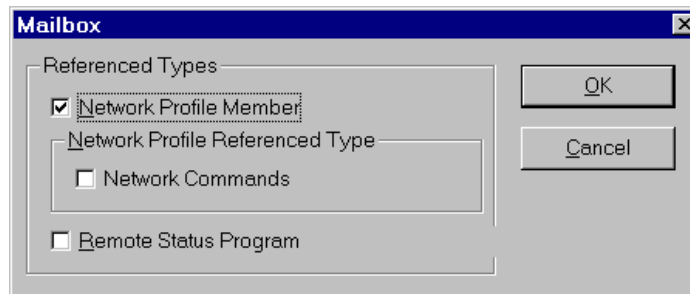 Mailbox
Referenced Types
Network Profile Member
Network Profile Referenced Type
Network Commands
Remote Status Program
OK
Cancel